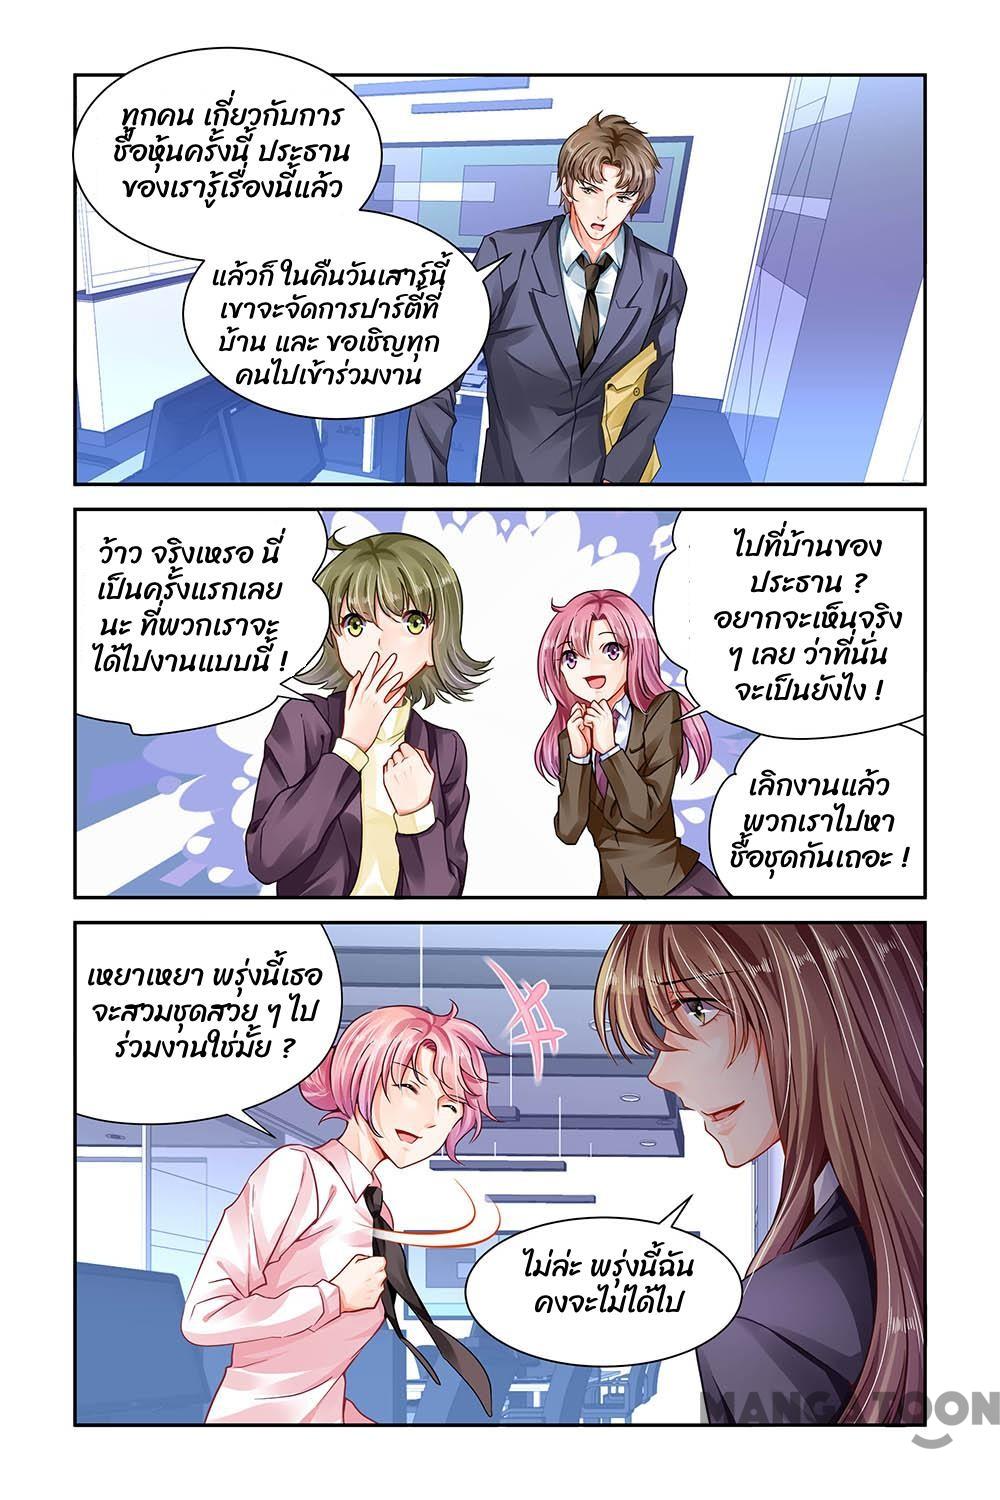 ทุกคน เกี่ยวกับการ
ซื้อหุ้นครั้งนี้ ประธาน
ของเรารู้เรื่องนี้แล้ว
แล้วก็ ในคืนวันเสาร์นี้
เขาจะจัดการปาร์ตี้ที่
บ้าน และ ขอเชิญทุก
คนไปเข้าร่วมงาน
ว้าว จริงเหรอ นี่
เป็นครั้งแรกเลย
นะ ที่พวกเราจะ
ได้ไปงานแบบนี้ !
ไปที่บ้านของ
ประธาน ?
อยากจะเห็นจริง
ๆ เลย ว่าที่นั่น
จะเป็นยังไง !
เลิกงานแล้ว
พวกเราไปหา
ซื้อชุดกันเถอะ !
เหยาเหยา พรุ่งนี้เธอ
จะสวมชุดสวย ๆ ไป
ร่วมงานใช่มั้ย ?
ไม่ล่ะ พรุ่งนี้ฉัน
คงจะไม่ได้ไป
MANGATOON